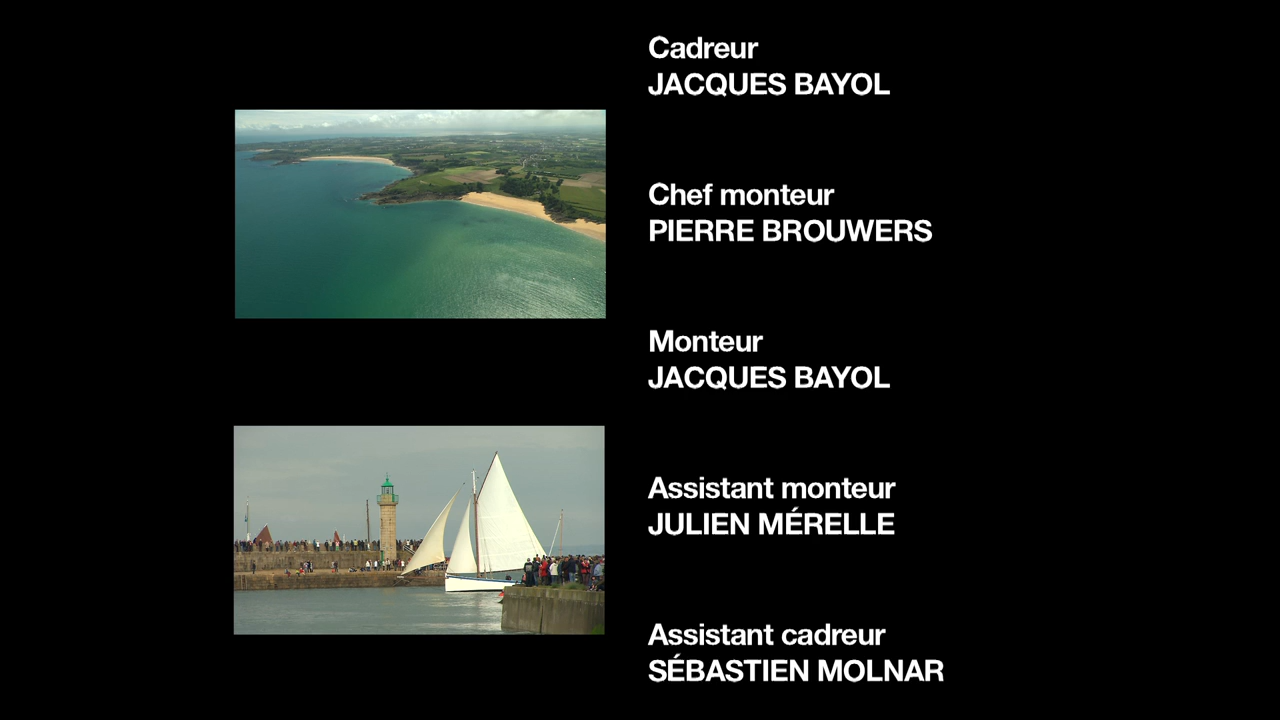 Cadreur
JACQUES BAYOL
Chef monteur
PIERRE BROUWERS
Monteur
JACQUES BAYOL
Assistant monteur
JULIEN MÉRELLE
Assistant cadreur
SÉBASTIEN MOLNAR